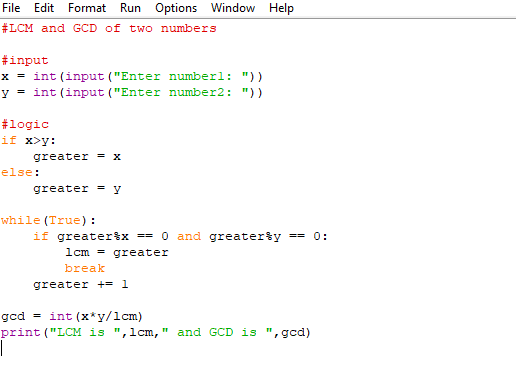 File Edit Format Run Options Window Help
#LCM and GCD of two numbers
#input
x = int(input("Enter number1: "))
y = int(input("Enter number2: "))
#logic
if x>y:
    greater = x
else:
    greater = y
while(True):
    if greater%x == 0 and greater%y == 0:
        lcm = greater
        break
    greater += 1
gcd = int(x*y/lcm)
print("LCM is ",lcm," and GCD is ",gcd)